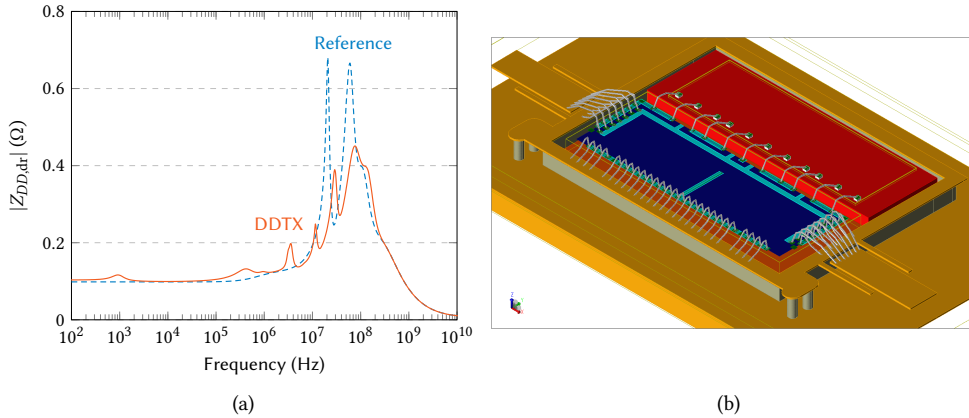 0.8
0.6
0.4
0.2
0
|Z_{DD,dr}| (Ω)
Reference
DDTX
10^2 10^3 10^4 10^5 10^6 10^7 10^8 10^9 10^10
Frequency (Hz)
(a)
(b)